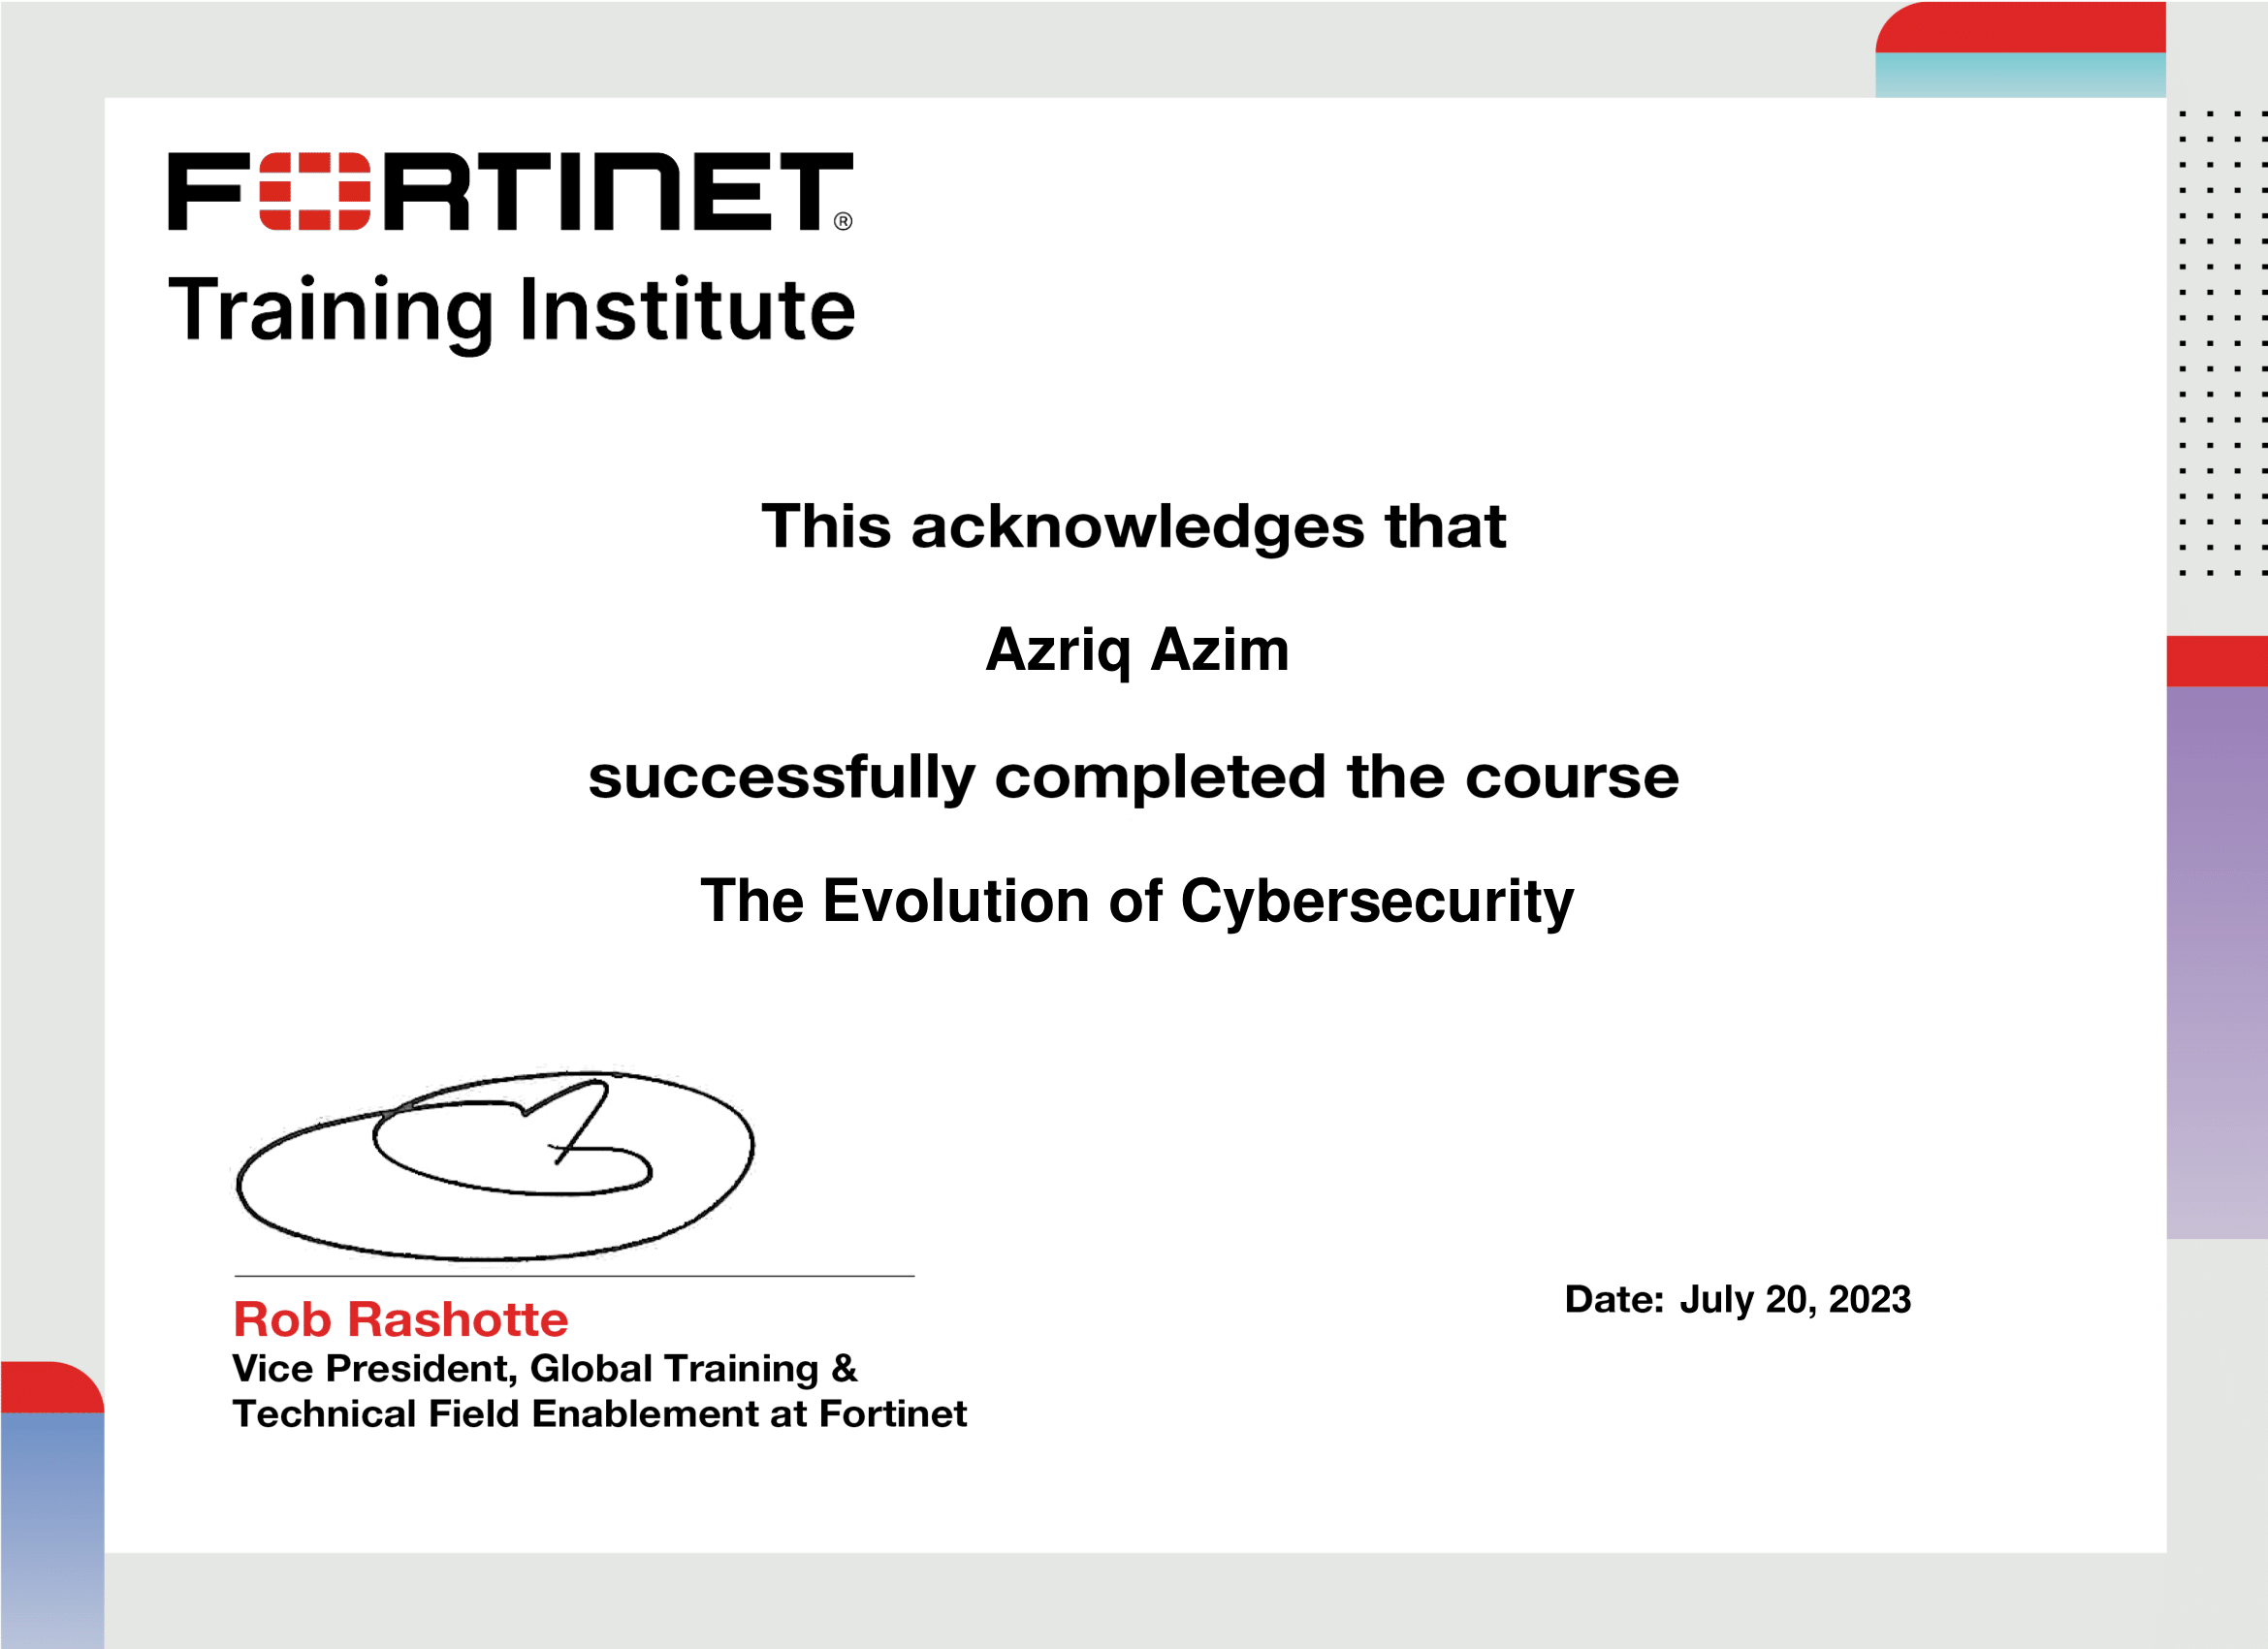 FORTINET®
Training Institute
This acknowledges that
Azriq Azim
successfully completed the course
The Evolution of Cybersecurity
Rob Rashotte
Vice President, Global Training &
Technical Field Enablement at Fortinet
Date: July 20, 2023